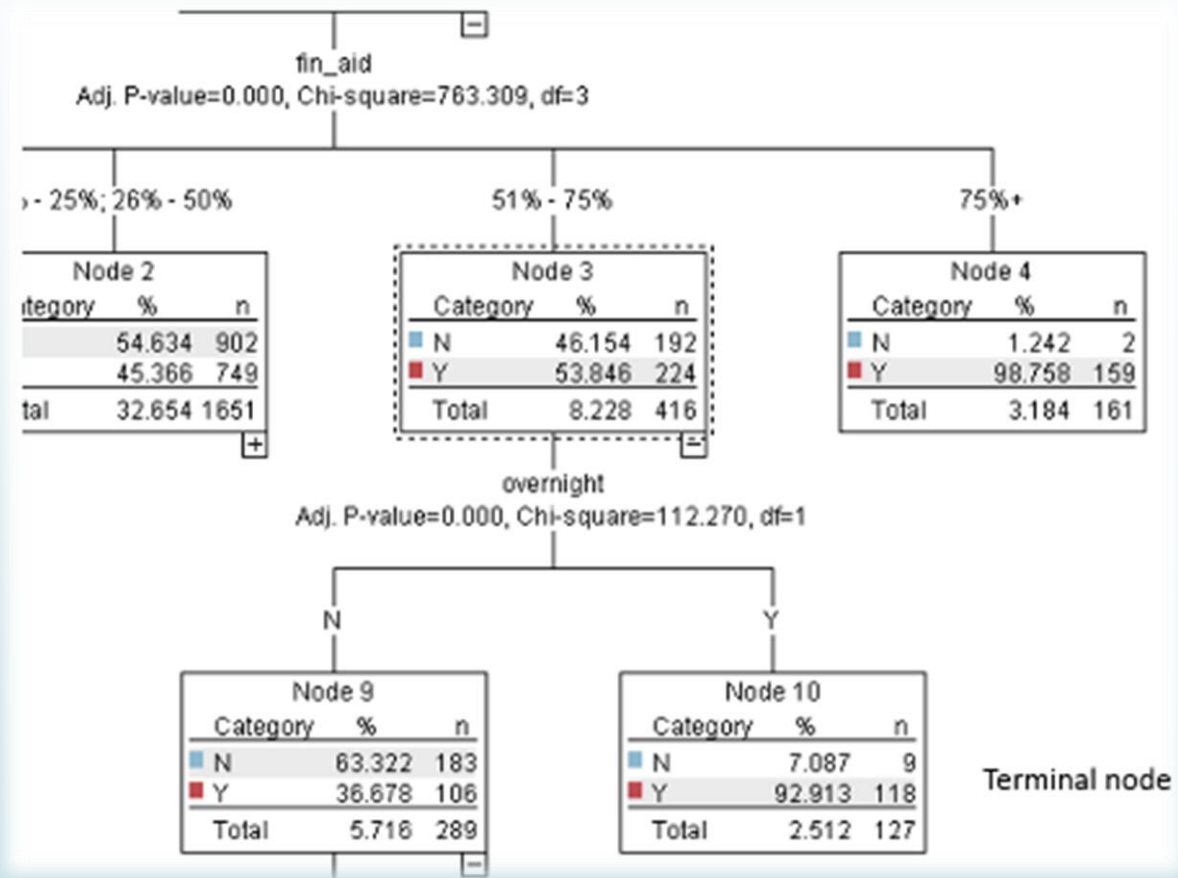 fin_aid
Adj. P-value=0.000, Chi-square=763.309, df=3
- 25%; 26% - 50%
51% - 75%
75%+
Node 2
tegory % n
54.634 902
45.366 749
tal 32.654 1651
Node 3
Category % n
N 46.154 192
Y 53.846 224
Total 8.228 416
Node 4
Category % n
N 1.242 2
Y 98.758 159
Total 3.184 161
overnight
Adj. P-value=0.000, Chi-square=112.270, df=1
N
Y
Node 9
Category % n
N 63.322 183
Y 36.678 106
Total 5.716 289
Node 10
Category % n
N 7.087 9
Y 92.913 118
Total 2.512 127
Terminal node